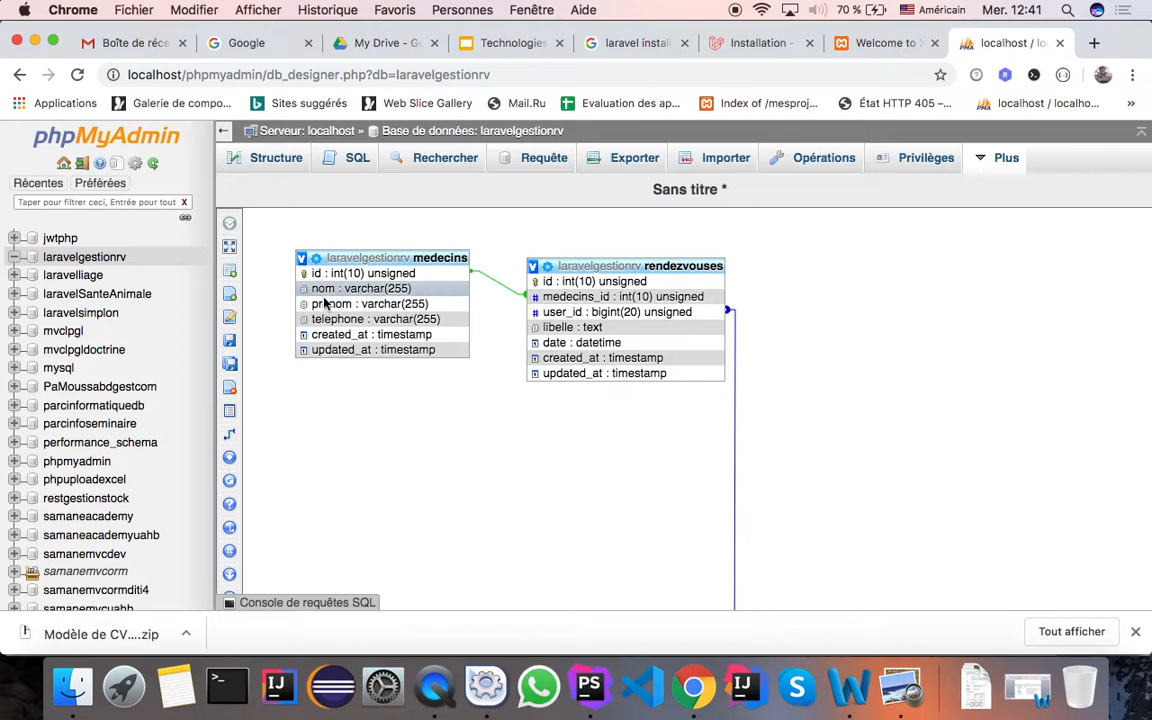 Chrome Fichier Modifier Afficher Historique Favoris Personnes Fenêtre Aide 70 % Américain Mer. 12:41
Boîte de réce
Google
My Drive - Go
Technologies
laravel install
Installation -
Welcome to X
localhost / lo
localhost/phpmyadmin/db_designer.php?db=laravelgestionrv
Applications
Galerie de compo...
Sites suggérés
Web Slice Gallery
Mail.Ru
Evaluation des ap...
Index of /mesproj...
État HTTP 405 –...
localhost / localho...
»
phpMyAdmin
Serveur: localhost » Base de données: laravelgestionrv
Structure
SQL
Rechercher
Requête
Exporter
Importer
Opérations
Privilèges
Plus
Récentes
Préférées
Taper pour filtrer ceci, Entrée pour tout X
Sans titre *
jwtphp
laravelgestionrv
laravelliage
laravelSanteAnimale
laravelsimplon
mvclpgl
mvclpgldoctrine
mysql
PaMoussabdgestcom
parcinformatiquedb
parcinfoseminaire
performance_schema
phpmyadmin
phpuploadexcel
restgestionstock
samaneacademy
samaneacademyuahb
samanemvcdev
samanemvcorm
samanemvcormditi4
samanemvcuahb
laravelgestionrv medecins
id : int(10) unsigned
nom : varchar(255)
prenom : varchar(255)
telephone : varchar(255)
created_at : timestamp
updated_at : timestamp
laravelgestionrv rendezvouses
id : int(10) unsigned
medecins_id : int(10) unsigned
user_id : bigint(20) unsigned
libelle : text
date : datetime
created_at : timestamp
updated_at : timestamp
Console de requêtes SQL
Modèle de CV....zip
Tout afficher